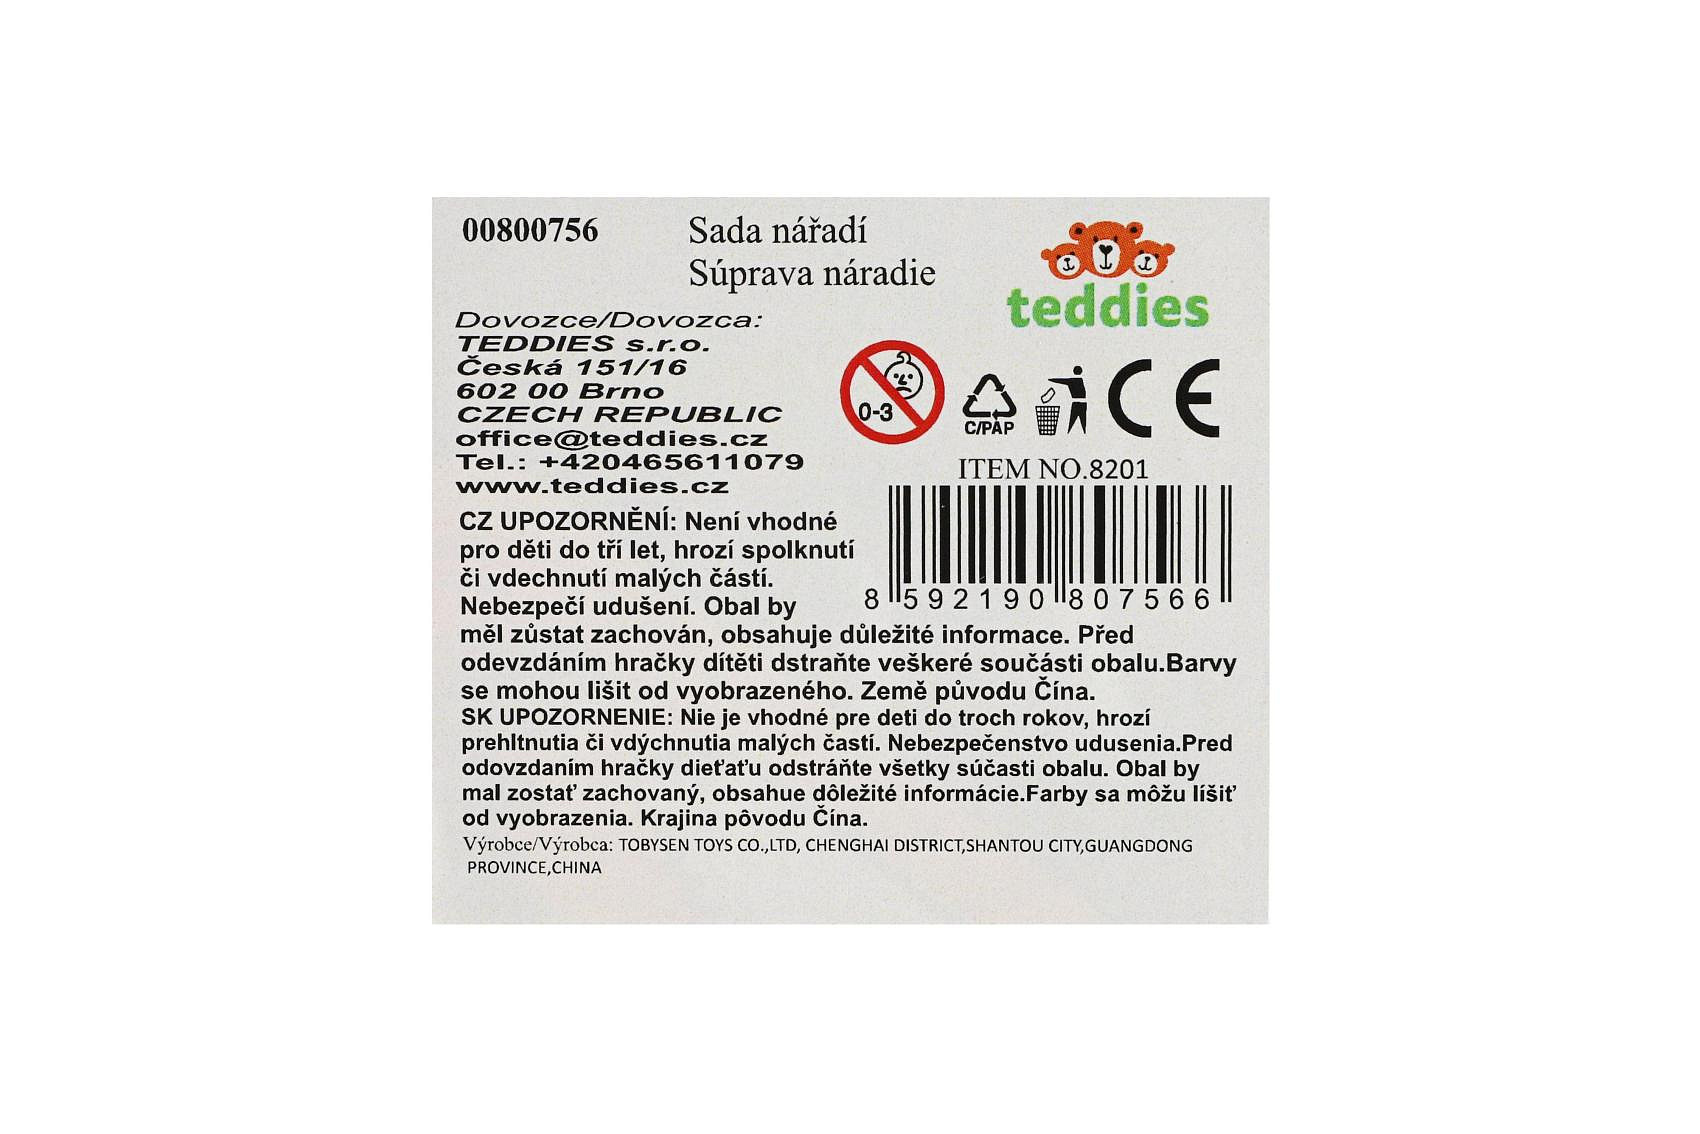 00800756
Sada nářadí
Súprava náradie
teddies
Dovozce/Dovozca:
TEDDIES s.r.o.
Česká 151/16
602 00 Brno
CZECH REPUBLIC
office@teddies.cz
Tel.: +420465611079
www.teddies.cz
0-3
C/PAP
CE
ITEM NO.8201
8 592190 807566
CZ UPOZORNĚNÍ: Není vhodné
pro děti do tří let, hrozí spolknutí
či vdechnutí malých částí.
Nebezpečí udušení. Obal by
měl zůstat zachován, obsahuje důležité informace. Před
odevzdáním hračky dítěti dstraňte veškeré součásti obalu.Barvy
se mohou lišit od vyobrazeného. Země původu Čína.
SK UPOZORNENIE: Nie je vhodné pre deti do troch rokov, hrozí
prehltnutia či vdýchnutia malých častí. Nebezpečenstvo udusenia.Pred
odovzdaním hračky dieťaťu odstráňte všetky súčasti obalu. Obal by
mal zostať zachovaný, obsahue dôležité informácie.Farby sa môžu líšiť
od vyobrazenia. Krajina pôvodu Čína.
Výrobce/Výrobca: TOBYSEN TOYS CO.,LTD, CHENGHAI DISTRICT,SHANTOU CITY,GUANGDONG
PROVINCE,CHINA